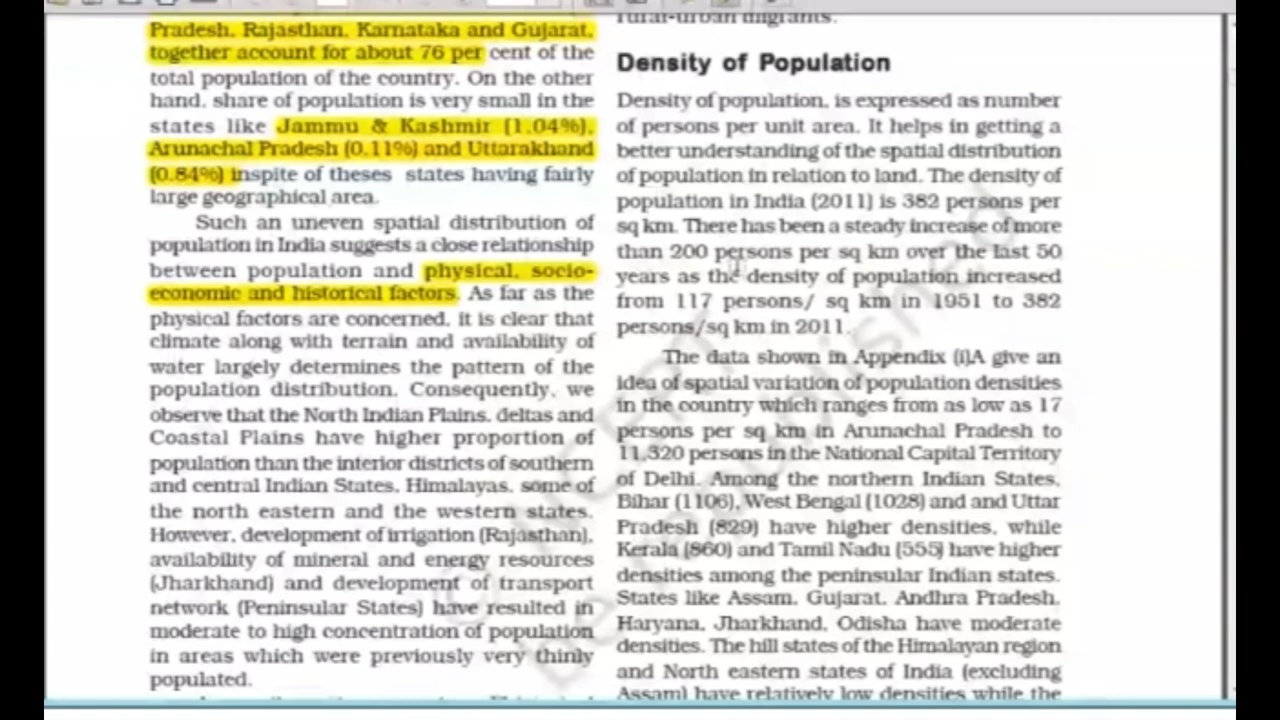 Pradesh, Rajasthan, Karnataka and Gujarat,
together account for about 76 per cent of the
total population of the country. On the other
hand, share of population is very small in the
states like Jammu & Kashmir (1.04%),
Arunachal Pradesh (0.11%) and Uttarakhand
(0.84%) inspite of theses states having fairly
large geographical area.
Such an uneven spatial distribution of
population in India suggests a close relationship
between population and physical, socio-
economic and historical factors. As far as the
physical factors are concerned, it is clear that
climate along with terrain and availability of
water largely determines the pattern of the
population distribution. Consequently, we
observe that the North Indian Plains, deltas and
Coastal Plains have higher proportion of
population than the interior districts of southern
and central Indian States, Himalayas, some of
the north eastern and the western states.
However, development of irrigation (Rajasthan),
availability of mineral and energy resources
(Jharkhand) and development of transport
network (Peninsular States) have resulted in
moderate to high concentration of population
in areas which were previously very thinly
populated.
rural-urban migrants.
Density of Population
Density of population, is expressed as number
of persons per unit area. It helps in getting a
better understanding of the spatial distribution
of population in relation to land. The density of
population in India (2011) is 382 persons per
sq km. There has been a steady increase of more
than 200 persons per sq km over the last 50
years as the density of population increased
from 117 persons/ sq km in 1951 to 382
persons/sq km in 2011.
The data shown in Appendix (i)A give an
idea of spatial variation of population densities
in the country which ranges from as low as 17
persons per sq km in Arunachal Pradesh to
11,320 persons in the National Capital Territory
of Delhi. Among the northern Indian States,
Bihar (1106), West Bengal (1028) and and Uttar
Pradesh (829) have higher densities, while
Kerala (860) and Tamil Nadu (555) have higher
densities among the peninsular Indian states.
States like Assam, Gujarat, Andhra Pradesh,
Haryana, Jharkhand, Odisha have moderate
densities. The hill states of the Himalayan region
and North eastern states of India (excluding
Assam) have relatively low densities while the
© NCERT
be republished